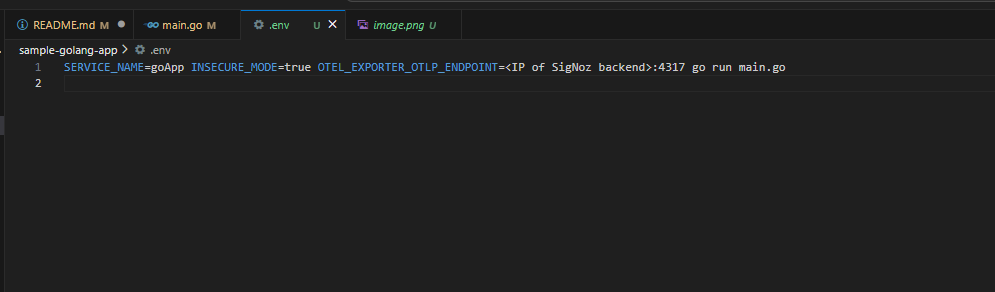 README.md M main.go M .env U image.png U
sample-golang-app > .env
1 SERVICE_NAME=goApp INSECURE_MODE=true OTEL_EXPORTER_OTLP_ENDPOINT=<IP of SigNoz backend>:4317 go run main.go
2